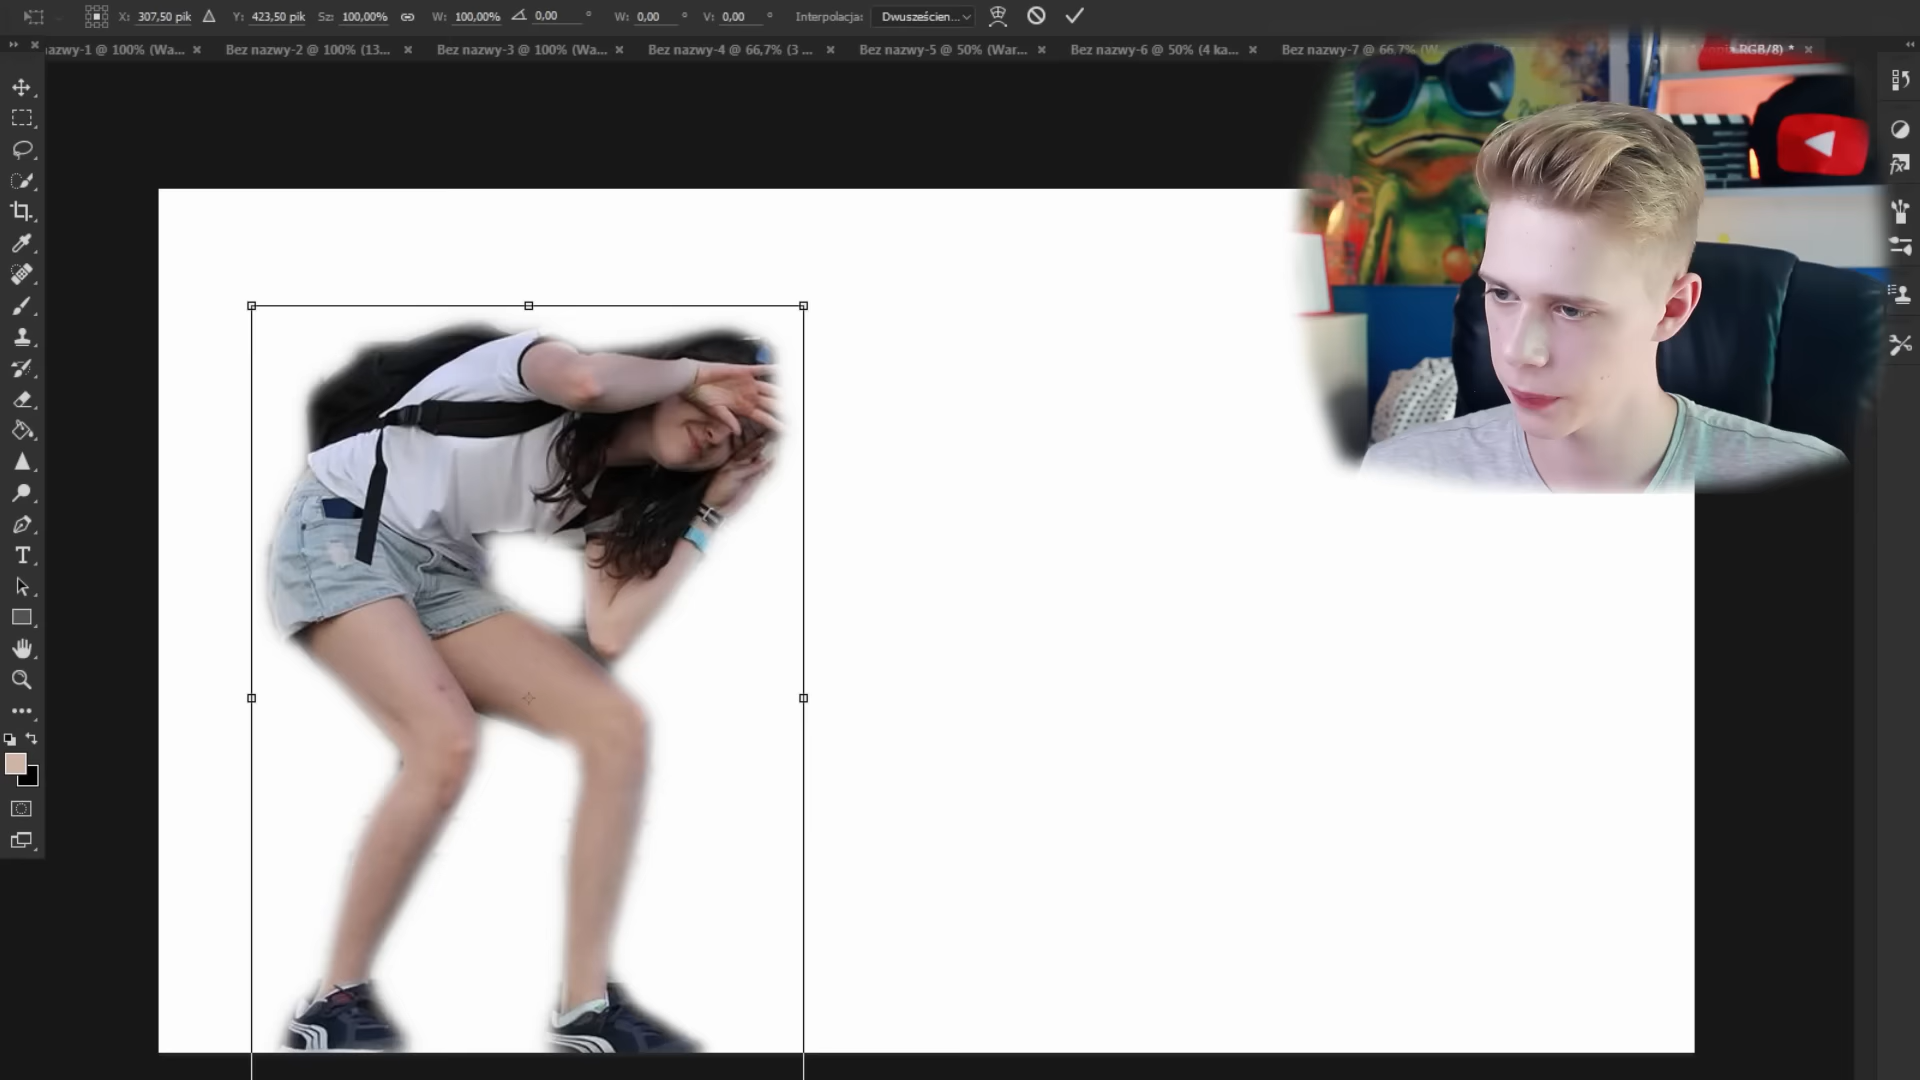 X: 307,50 pik Y: 423,50 pik Sz: 100,00% W: 100,00% 0,00 ° W: 0,00 ° V: 0,00 ° Interpolacja: Dwusześcien...
azwy-1 @ 100% (Wa... × Bez nazwy-2 @ 100% (13... × Bez nazwy-3 @ 100% (Wa... × Bez nazwy-4 @ 66,7% (3 ... × Bez nazwy-5 @ 50% (War... × Bez nazwy-6 @ 50% (4 ka... × Bez nazwy-7 @ 66,7% (W... kopia RGB/8) * ×